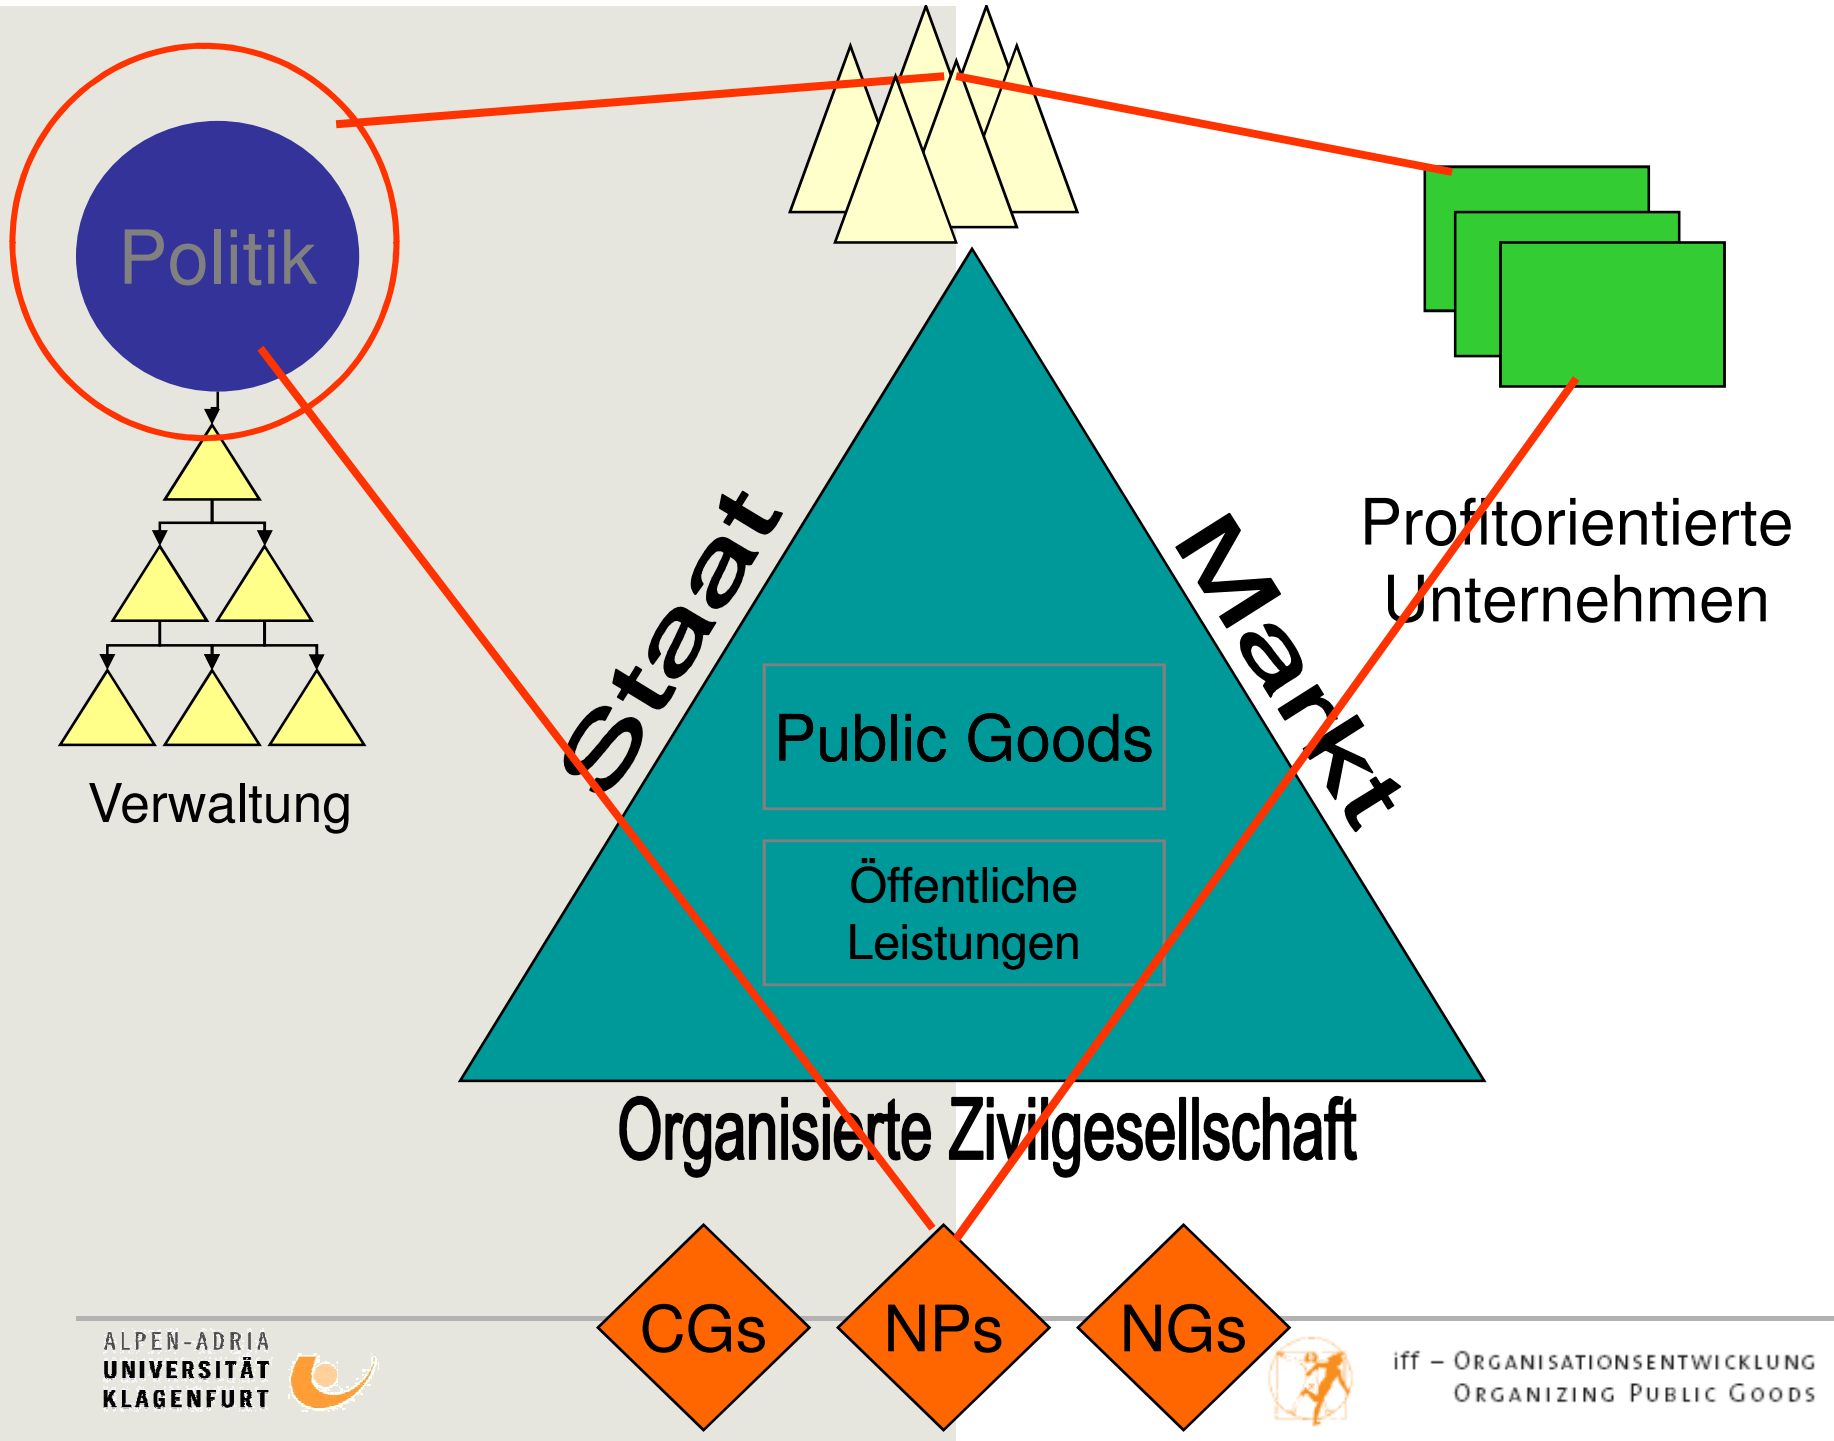 Politik
Verwaltung
Staat
Markt
Profitorientierte
Unternehmen
Public Goods
Öffentliche
Leistungen
Organisierte Zivilgesellschaft
CGs
NPs
NGs
ALPEN-ADRIA
UNIVERSITÄT
KLAGENFURT
iff – ORGANISATIONSENTWICKLUNG
ORGANIZING PUBLIC GOODS